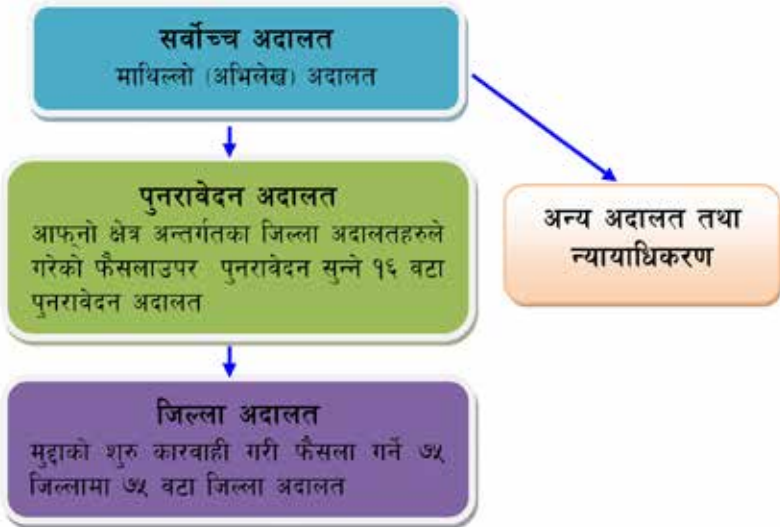 सर्वोच्च अदालत
माथिल्लो (अभिलेख) अदालत
पुनरावेदन अदालत
आफ्नो क्षेत्र अन्तर्गतका जिल्ला अदालतहरुले
गरेको फैसलाउपर पुनरावेदन सुन्ने १६ वटा
पुनरावेदन अदालत
अन्य अदालत तथा
न्यायाधिकरण
जिल्ला अदालत
मुद्दाको शुरु कारवाही गरी फैसला गर्ने ७५
जिल्लामा ७५ वटा जिल्ला अदालत